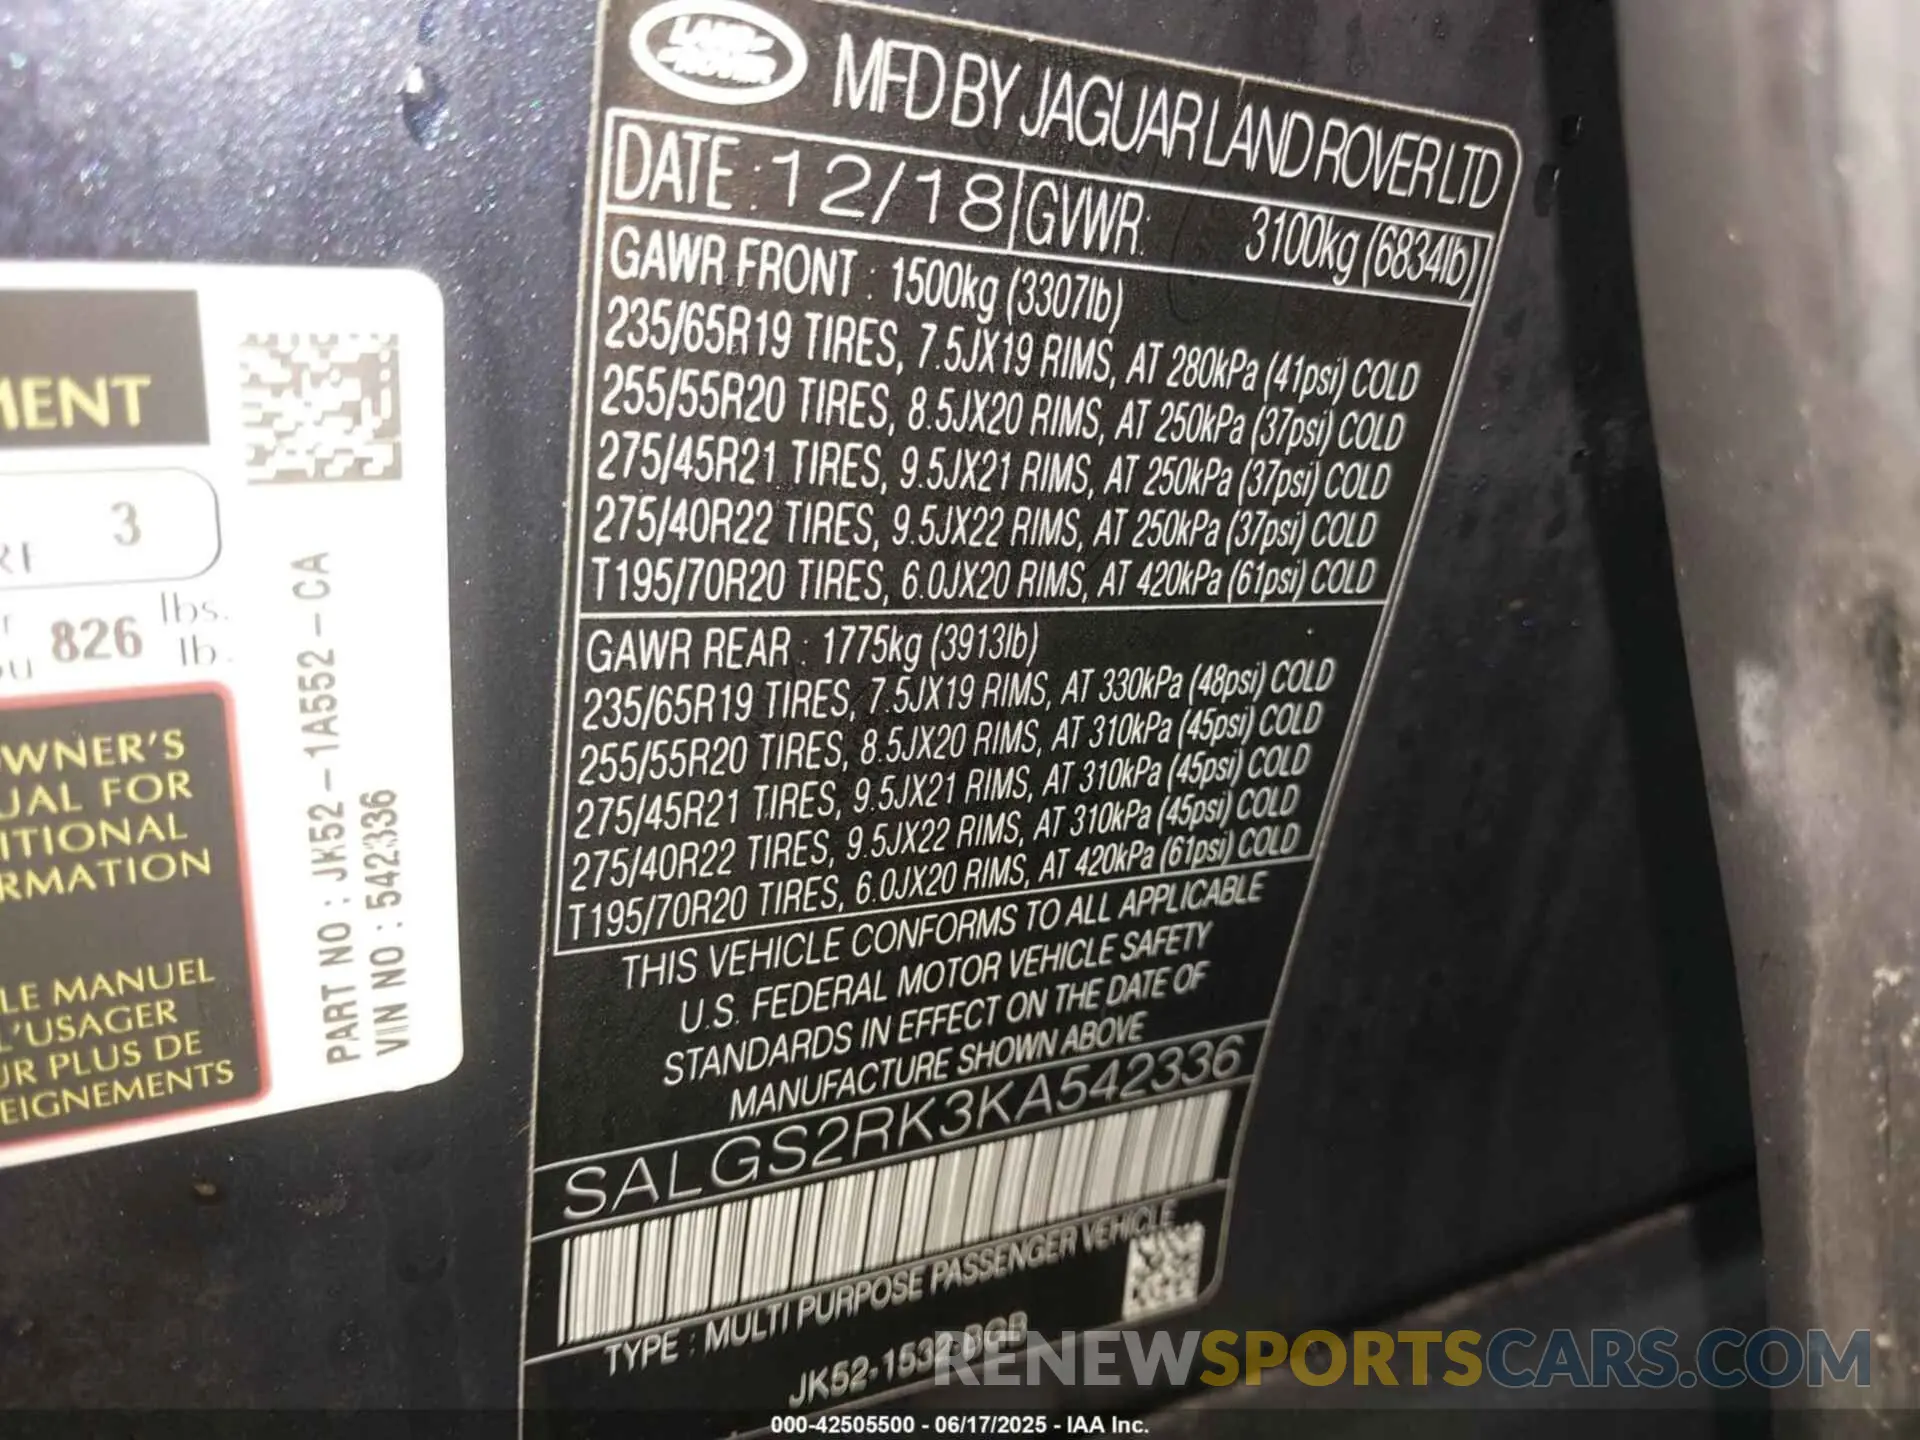 LAND ROVER
MFD BY JAGUAR LAND ROVER LTD
DATE : 12/18 GVWR: 3100kg (6834lb)
GAWR FRONT : 1500kg (3307lb)
235/65R19 TIRES, 7.5JX19 RIMS, AT 280kPa (41psi) COLD
255/55R20 TIRES, 8.5JX20 RIMS, AT 250kPa (37psi) COLD
275/45R21 TIRES, 9.5JX21 RIMS, AT 250kPa (37psi) COLD
275/40R22 TIRES, 9.5JX22 RIMS, AT 250kPa (37psi) COLD
T195/70R20 TIRES, 6.0JX20 RIMS, AT 420kPa (61psi) COLD
GAWR REAR : 1775kg (3913lb)
235/65R19 TIRES, 7.5JX19 RIMS, AT 330kPa (48psi) COLD
255/55R20 TIRES, 8.5JX20 RIMS, AT 310kPa (45psi) COLD
275/45R21 TIRES, 9.5JX21 RIMS, AT 310kPa (45psi) COLD
275/40R22 TIRES, 9.5JX22 RIMS, AT 310kPa (45psi) COLD
T195/70R20 TIRES, 6.0JX20 RIMS, AT 420kPa (61psi) COLD
THIS VEHICLE CONFORMS TO ALL APPLICABLE
U.S. FEDERAL MOTOR VEHICLE SAFETY
STANDARDS IN EFFECT ON THE DATE OF
MANUFACTURE SHOWN ABOVE
SALGS2RK3KA542336
TYPE : MULTI PURPOSE PASSENGER VEHICLE
JK52-1532-BGB
MENT
3
826 lbs.
lb.
WNER'S
UAL FOR
ITIONAL
RMATION
LE MANUEL
L'USAGER
UR PLUS DE
EIGNEMENTS
PART NO : JK52-1A552-CA
VIN NO : 542336
RENEWSPORTSCARS.COM
000-42505500 - 06/17/2025 - IAA Inc.